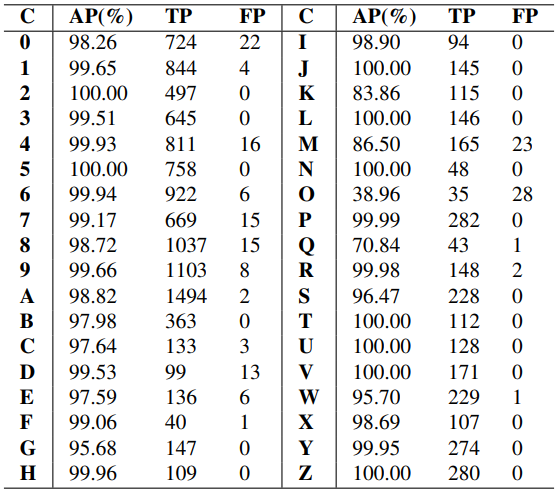 C AP(%) TP FP C AP(%) TP FP
0 98.26 724 22 I 98.90 94 0
1 99.65 844 4 J 100.00 145 0
2 100.00 497 0 K 83.86 115 0
3 99.51 645 0 L 100.00 146 0
4 99.93 811 16 M 86.50 165 23
5 100.00 758 0 N 100.00 48 0
6 99.94 922 6 O 38.96 35 28
7 99.17 669 15 P 99.99 282 0
8 98.72 1037 15 Q 70.84 43 1
9 99.66 1103 8 R 99.98 148 2
A 98.82 1494 2 S 96.47 228 0
B 97.98 363 0 T 100.00 112 0
C 97.64 133 3 U 100.00 128 0
D 99.53 99 13 V 100.00 171 0
E 97.59 136 6 W 95.70 229 1
F 99.06 40 1 X 98.69 107 0
G 95.68 147 0 Y 99.95 274 0
H 99.96 109 0 Z 100.00 280 0